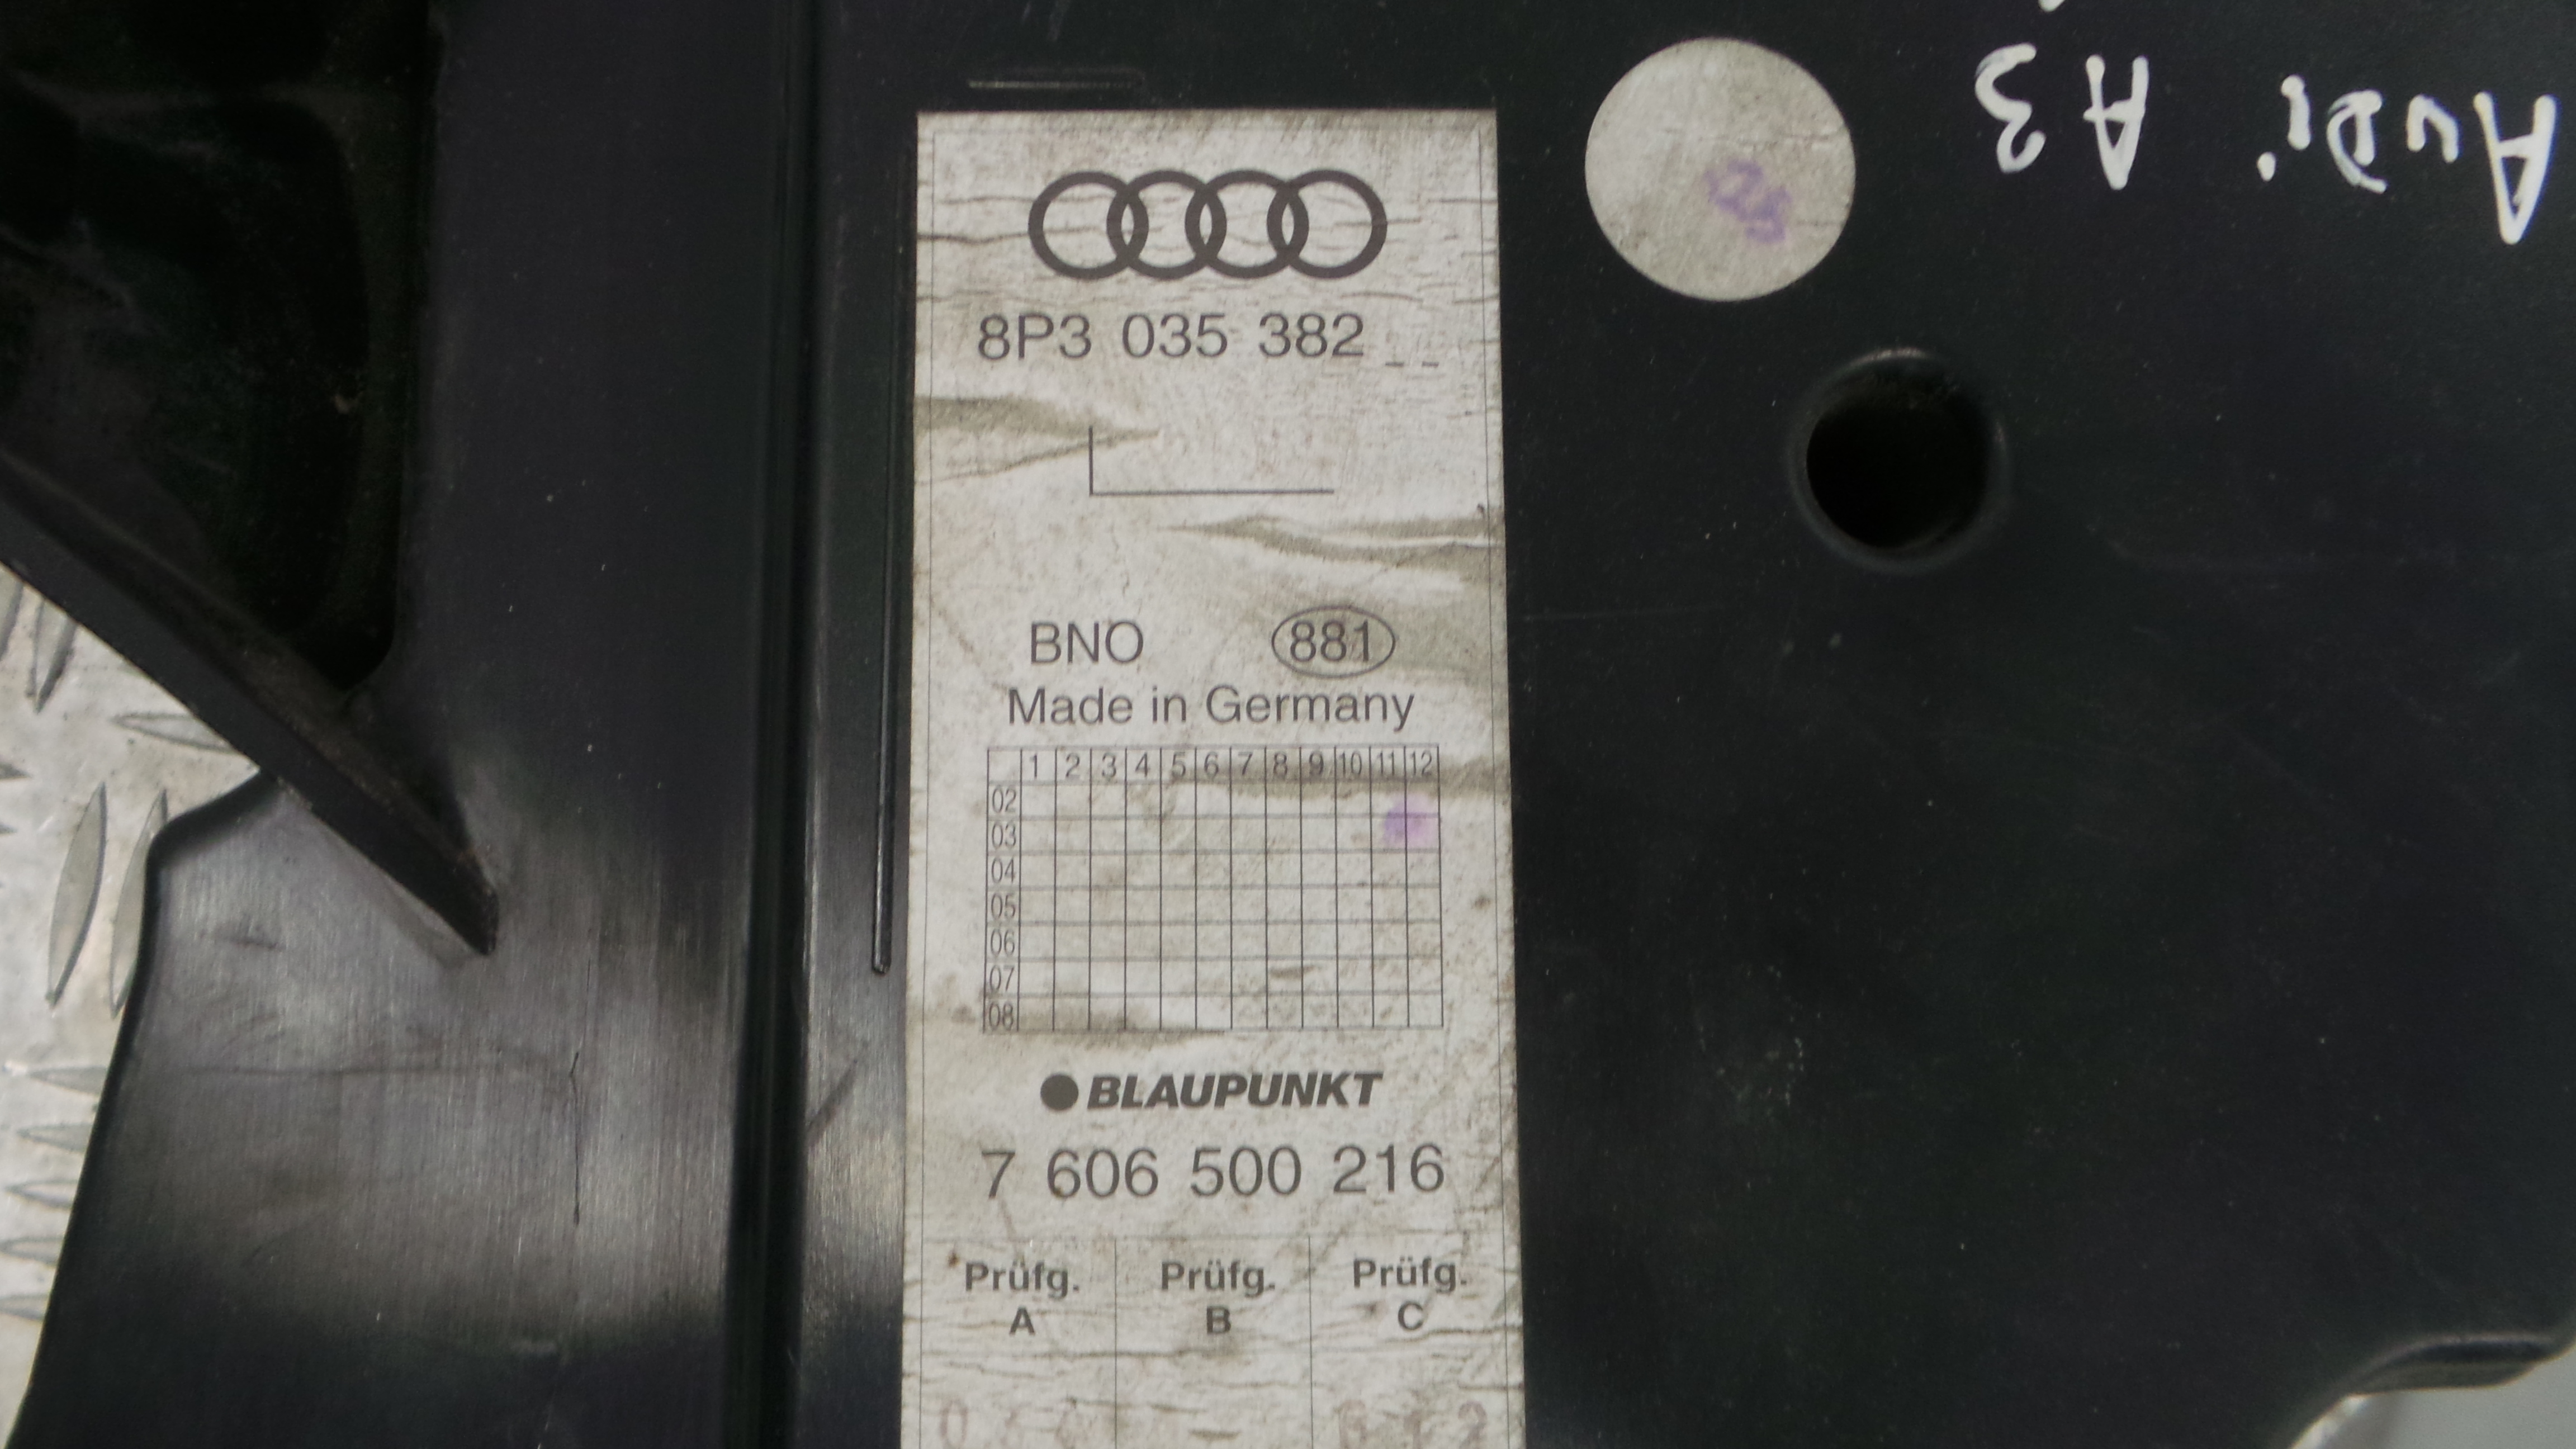 AUDi A3
8P3 035 382 _ _
BNO 881
Made in Germany
1 2 3 4 5 6 7 8 9 10 11 12
02
03
04
05
06
07
08
BLAUPUNKT
7 606 500 216
Prüfg. Prüfg. Prüfg.
A B C